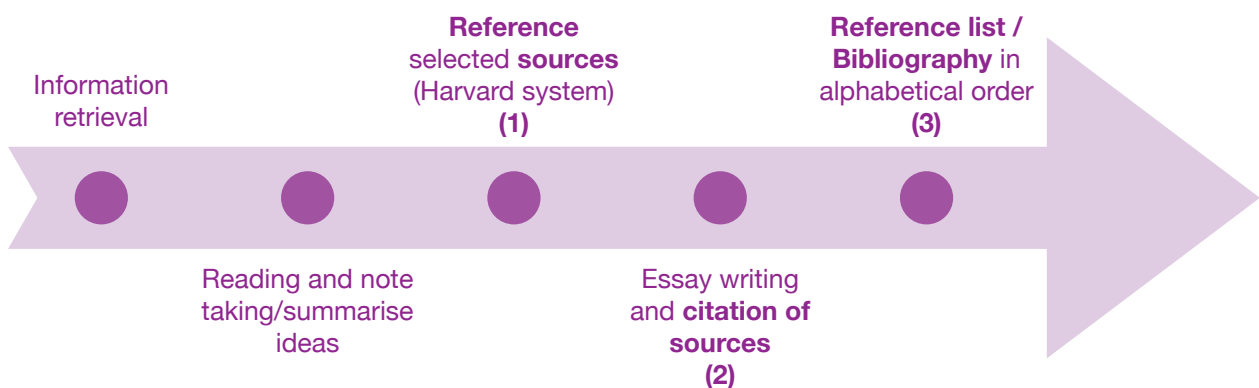 Information
retrieval
Reading and note
taking/summarise
ideas
Reference
selected sources
(Harvard system)
(1)
Essay writing
and citation of
sources
(2)
Reference list /
Bibliography in
alphabetical order
(3)